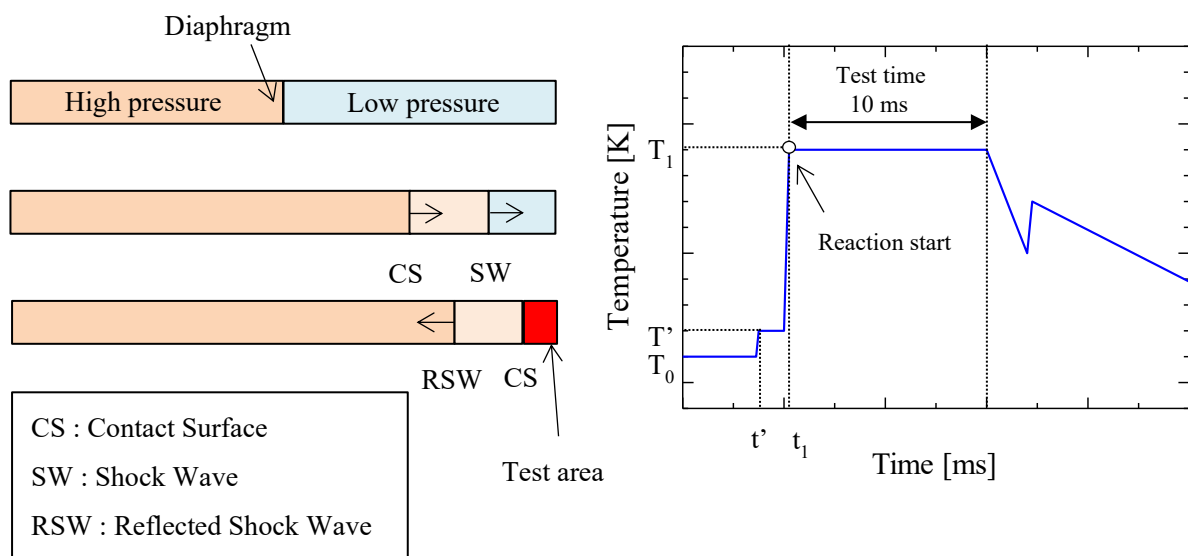 Diaphragm
High pressure
Low pressure
CS
SW
RSW
CS
Test area
CS : Contact Surface
SW : Shock Wave
RSW : Reflected Shock Wave
Temperature [K]
T₁
T’
T₀
Test time
10 ms
Reaction start
t’
t₁
Time [ms]